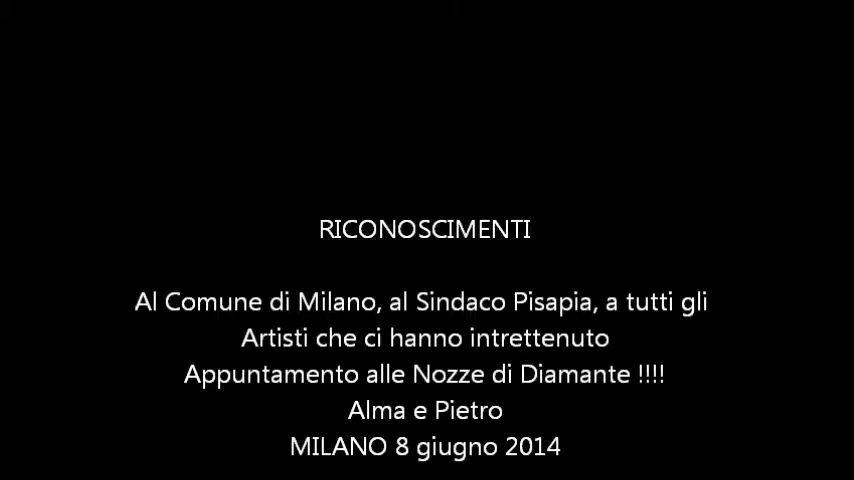 RICONOSCIMENTI
Al Comune di Milano, al Sindaco Pisapia, a tutti gli
Artisti che ci hanno intrettenuto
Appuntamento alle Nozze di Diamante !!!!
Alma e Pietro
MILANO 8 giugno 2014